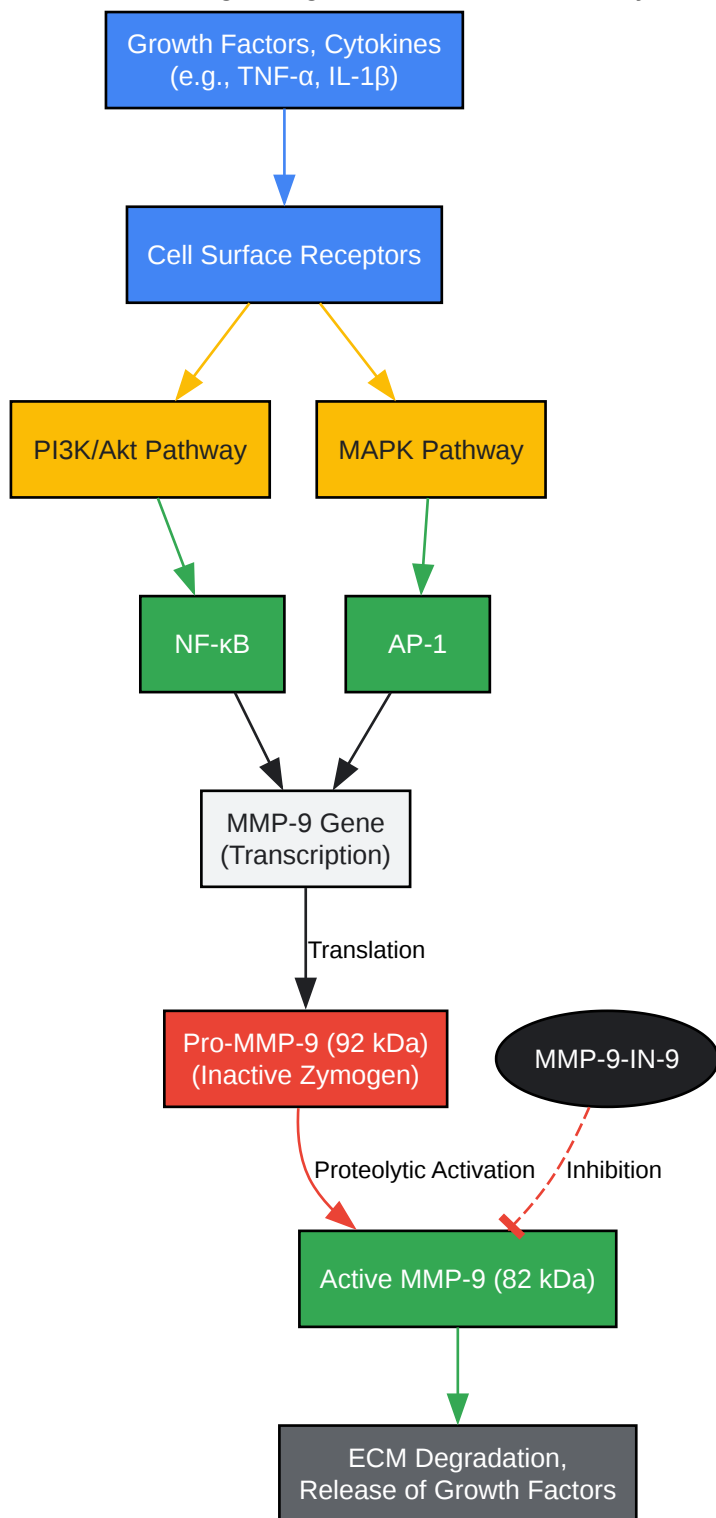 Growth Factors, Cytokines
(e.g., TNF-α, IL-1β)
Cell Surface Receptors
PI3K/Akt Pathway
MAPK Pathway
NF-κB
AP-1
MMP-9 Gene
(Transcription)
Translation
Pro-MMP-9 (92 kDa)
(Inactive Zymogen)
MMP-9-IN-9
Proteolytic Activation
Inhibition
Active MMP-9 (82 kDa)
ECM Degradation,
Release of Growth Factors